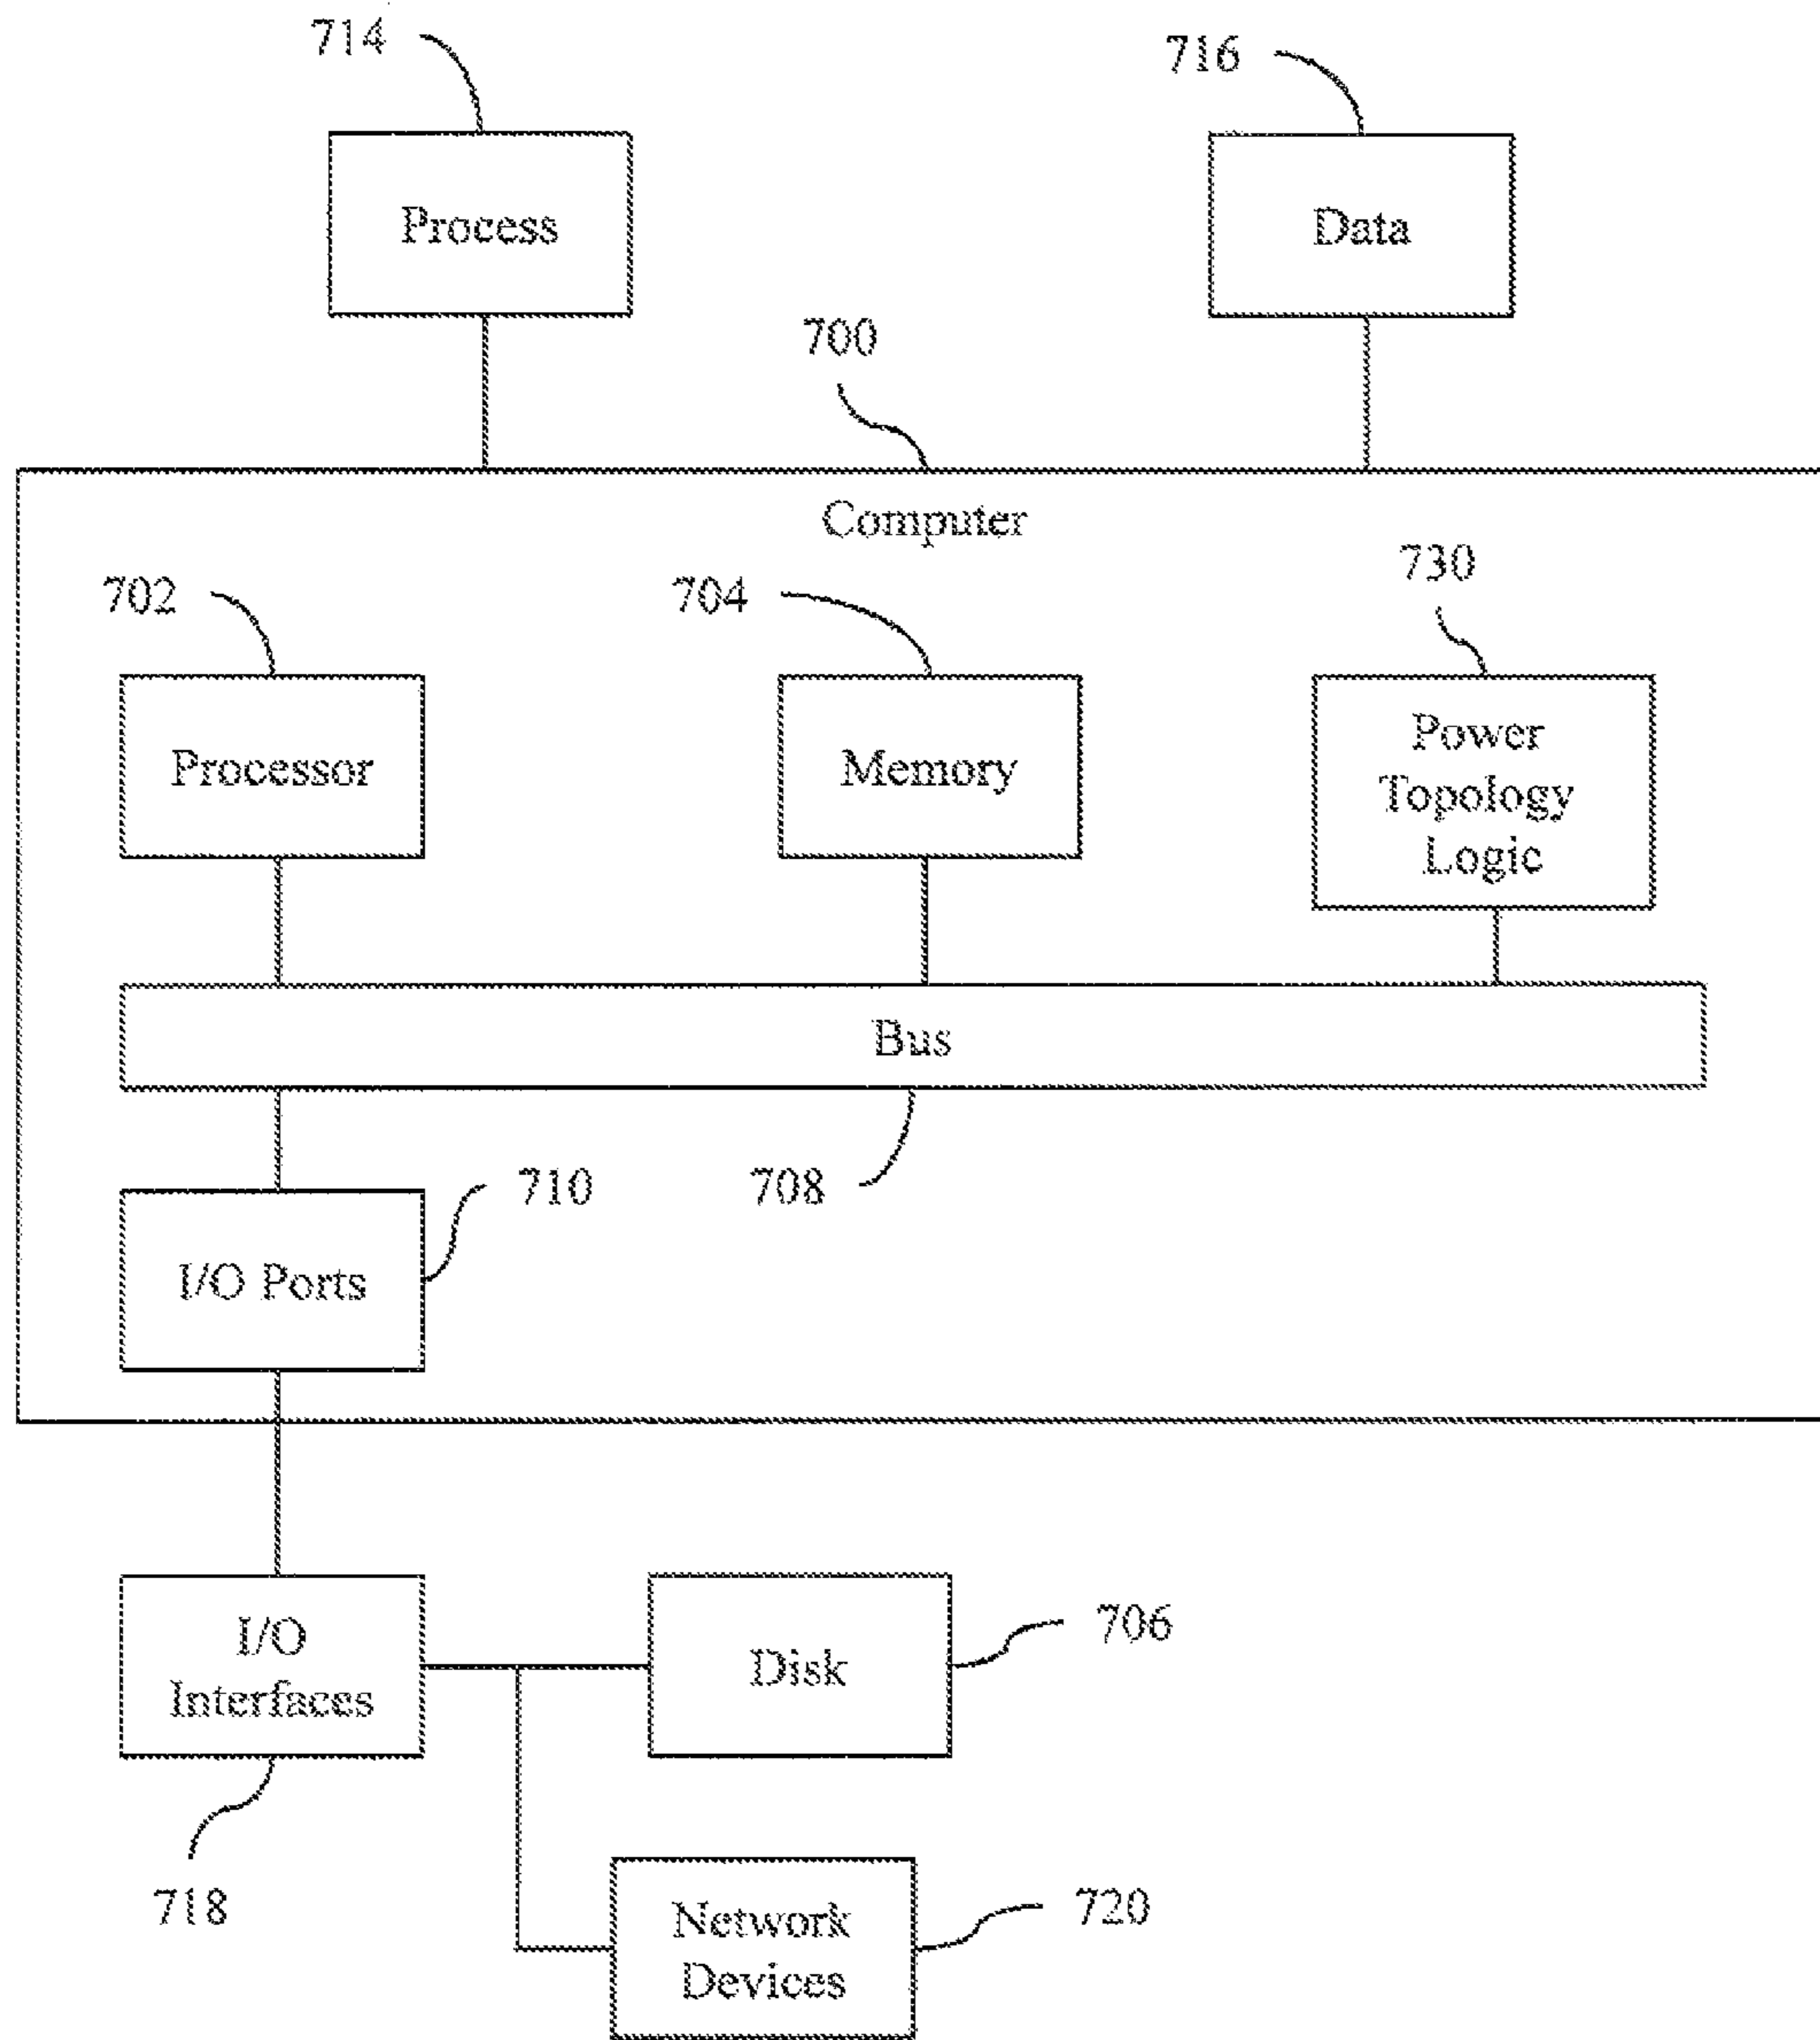 714
716
Process
Data
700
Computer
702
704
730
Processor
Memory
Power
Topology
Logic
Bus
710
708
I/O Ports
I/O
Interfaces
Disk
706
718
Network
Devices
720